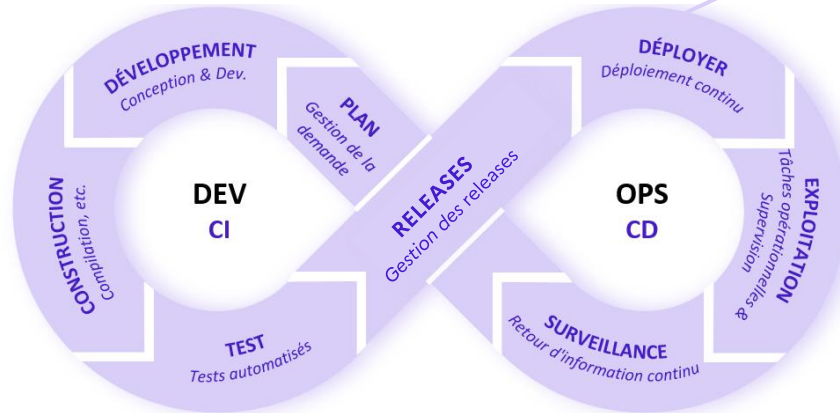 PLAN
Gestion de la
demande
DÉVELOPPEMENT
Conception & Dev.
CONSTRUCTION
Compilation, etc.
TEST
Tests automatisés
DEV
CI
RELEASES
Gestion des releases
DÉPLOYER
Déploiement continu
EXPLOITATION
Tâches opérationnelles &
Supervision
SURVEILLANCE
Retour d'information continu
OPS
CD